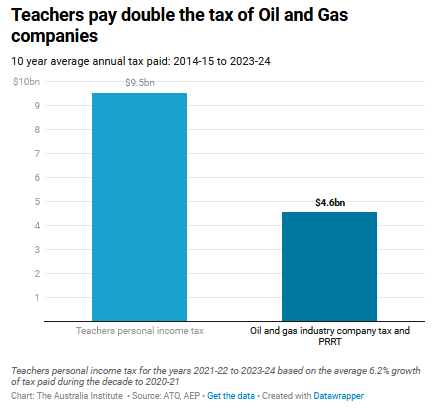 Teachers pay double the tax of Oil and Gas
companies
10 year average annual tax paid: 2014-15 to 2023-24
$10bn
$9.5bn
9
8
7
6
5
$4.6bn
4
3
2
1
Teachers personal income tax
Oil and gas industry company tax and
PRRT
Teachers personal income tax for the years 2021-22 to 2023-24 based on the average 6.2% growth
of tax paid during the decade to 2020-21
Chart: The Australia Institute • Source: ATO, AEP • Get the data • Created with Datawrapper